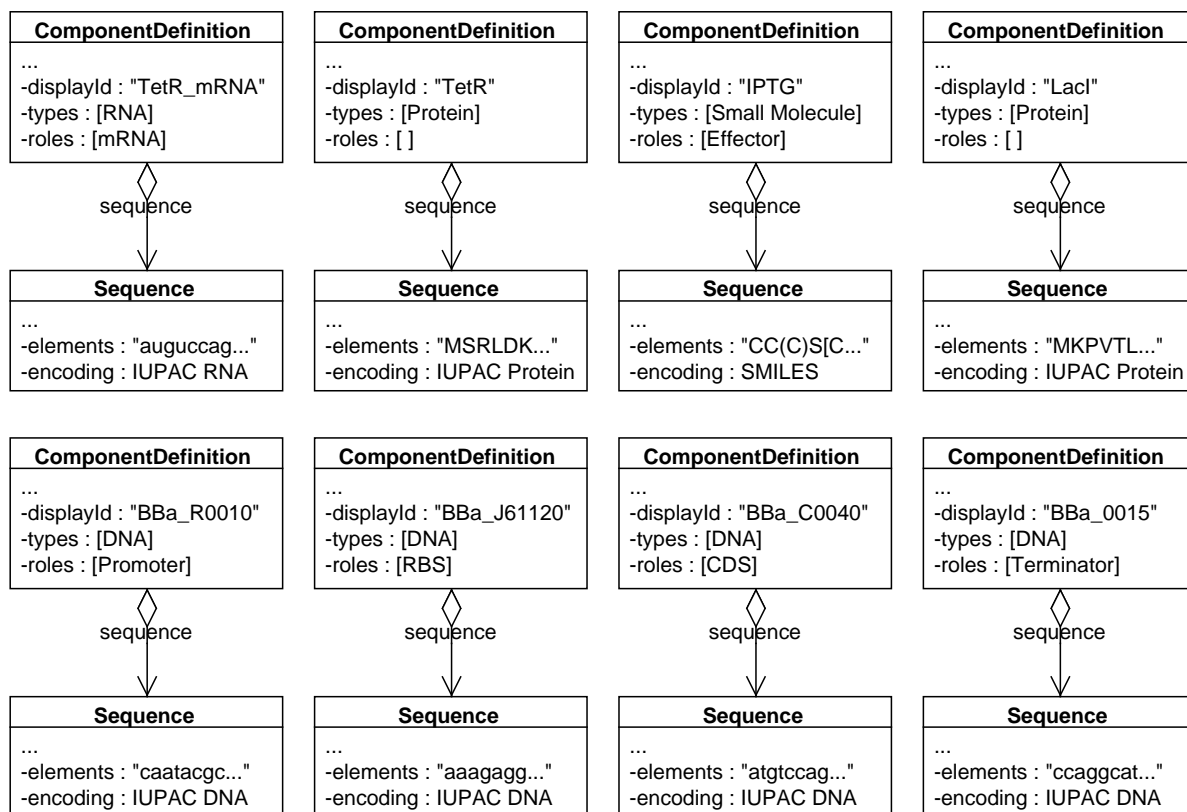 ComponentDefinition
...
-displayId : "TetR_mRNA"
-types : [RNA]
-roles : [mRNA]
sequence
Sequence
...
-elements : "auguccag..."
-encoding : IUPAC RNA
ComponentDefinition
...
-displayId : "TetR"
-types : [Protein]
-roles : [ ]
sequence
Sequence
...
-elements : "MSRLDK..."
-encoding : IUPAC Protein
ComponentDefinition
...
-displayId : "IPTG"
-types : [Small Molecule]
-roles : [Effector]
sequence
Sequence
...
-elements : "CC(C)S[C..."
-encoding : SMILES
ComponentDefinition
...
-displayId : "LacI"
-types : [Protein]
-roles : [ ]
sequence
Sequence
...
-elements : "MKPVTL..."
-encoding : IUPAC Protein
ComponentDefinition
...
-displayId : "BBa_R0010"
-types : [DNA]
-roles : [Promoter]
sequence
Sequence
...
-elements : "caatacgc..."
-encoding : IUPAC DNA
ComponentDefinition
...
-displayId : "BBa_J61120"
-types : [DNA]
-roles : [RBS]
sequence
Sequence
...
-elements : "aaagagg..."
-encoding : IUPAC DNA
ComponentDefinition
...
-displayId : "BBa_C0040"
-types : [DNA]
-roles : [CDS]
sequence
Sequence
...
-elements : "atgtccag..."
-encoding : IUPAC DNA
ComponentDefinition
...
-displayId : "BBa_0015"
-types : [DNA]
-roles : [Terminator]
sequence
Sequence
...
-elements : "ccaggcat..."
-encoding : IUPAC DNA